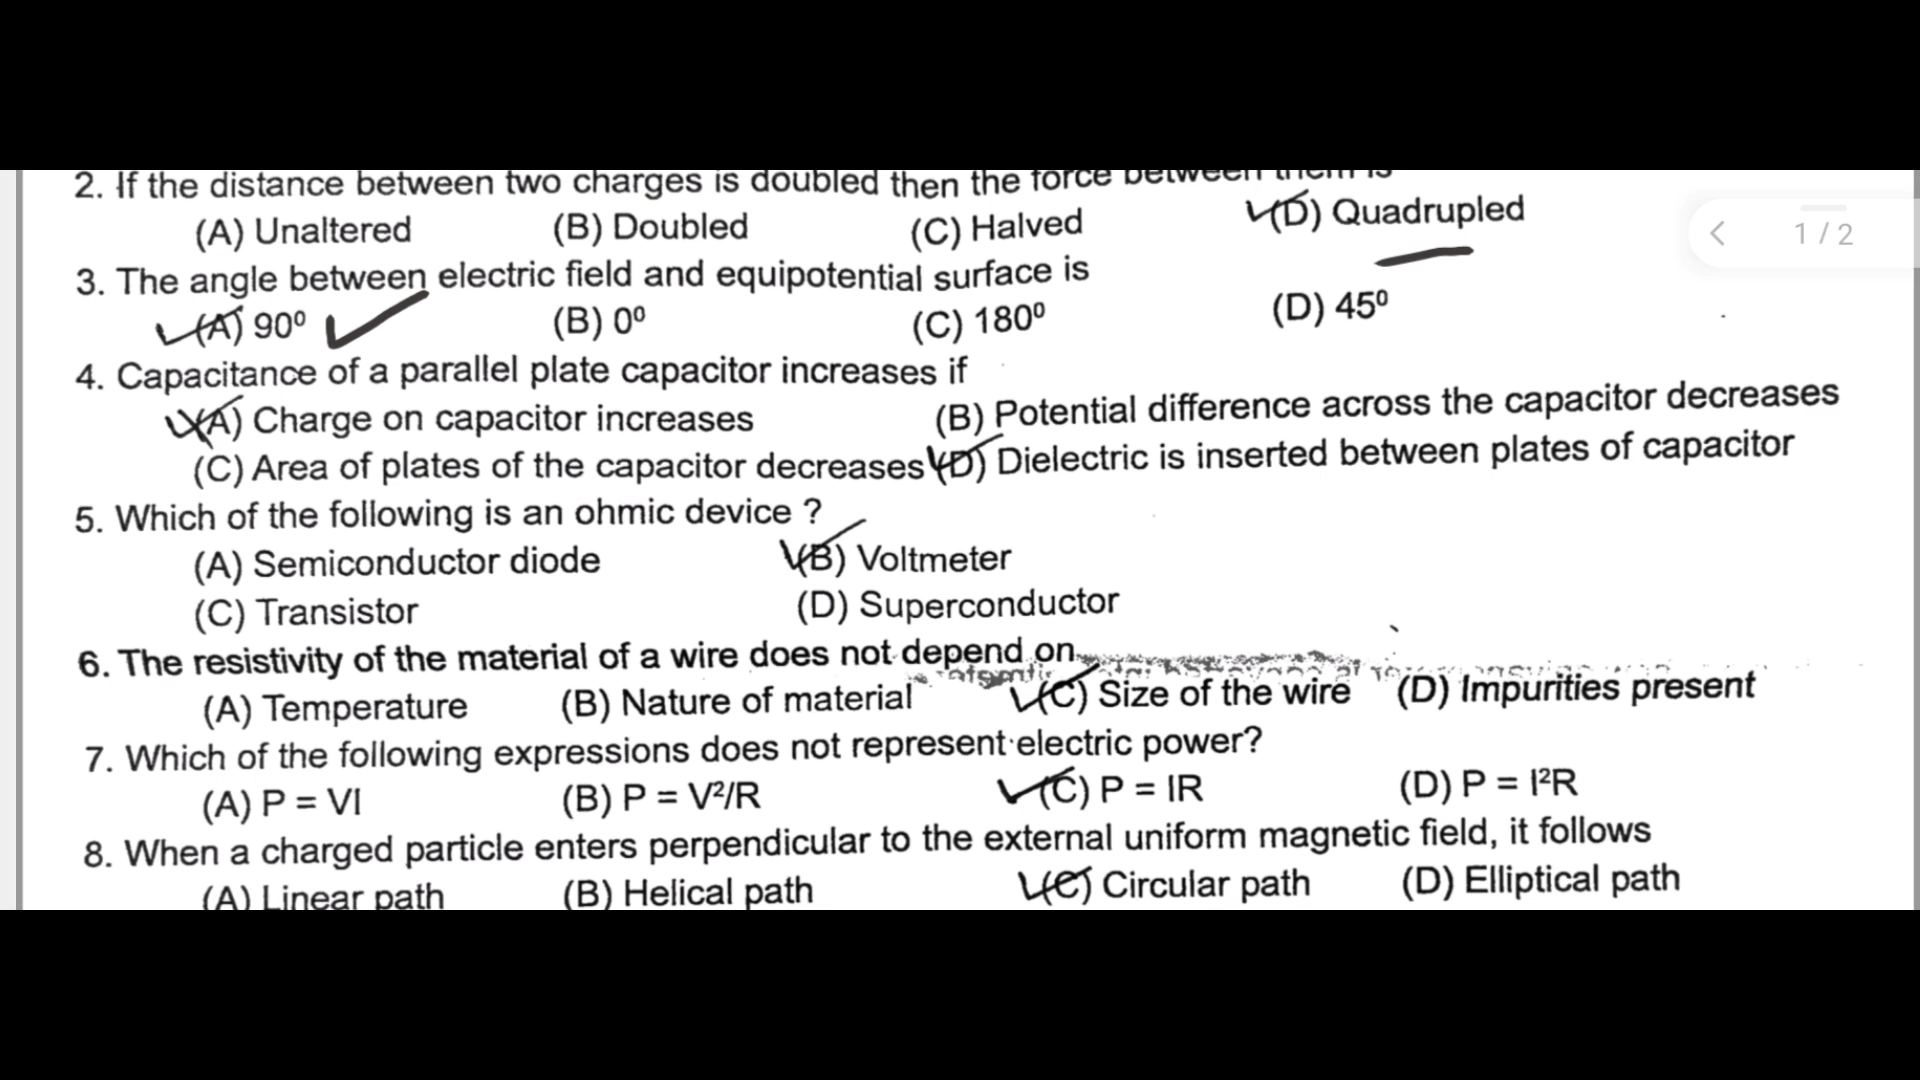 2. If the distance between two charges is doubled then the force between them is
(A) Unaltered (B) Doubled (C) Halved (D) Quadrupled
1 / 2
3. The angle between electric field and equipotential surface is
(A) 90⁰ (B) 0⁰ (C) 180⁰ (D) 45⁰
4. Capacitance of a parallel plate capacitor increases if
(A) Charge on capacitor increases (B) Potential difference across the capacitor decreases
(C) Area of plates of the capacitor decreases (D) Dielectric is inserted between plates of capacitor
5. Which of the following is an ohmic device ?
(A) Semiconductor diode (B) Voltmeter
(C) Transistor (D) Superconductor
6. The resistivity of the material of a wire does not depend on
(A) Temperature (B) Nature of material (C) Size of the wire (D) Impurities present
7. Which of the following expressions does not represent electric power?
(A) P = VI (B) P = V²/R (C) P = IR (D) P = I²R
8. When a charged particle enters perpendicular to the external uniform magnetic field, it follows
(A) Linear path (B) Helical path (C) Circular path (D) Elliptical path